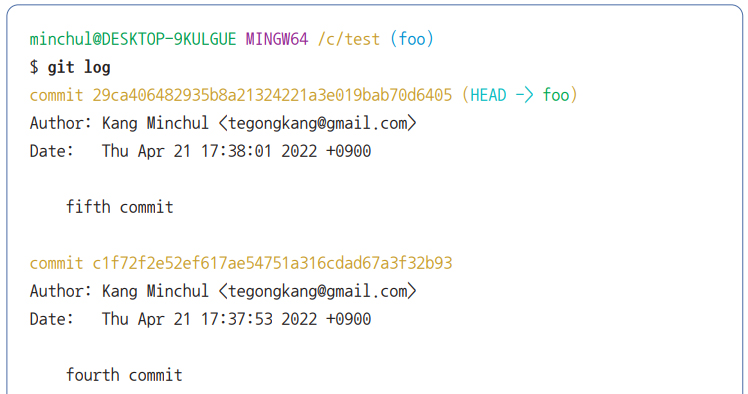 minchul@DESKTOP-9KULGUE MINGW64 /c/test (foo)
$ git log
commit 29ca406482935b8a21324221a3e019bab70d6405 (HEAD -> foo)
Author: Kang Minchul <tegongkang@gmail.com>
Date:   Thu Apr 21 17:38:01 2022 +0900
fifth commit
commit c1f72f2e52ef617ae54751a316cdad67a3f32b93
Author: Kang Minchul <tegongkang@gmail.com>
Date:   Thu Apr 21 17:37:53 2022 +0900
fourth commit